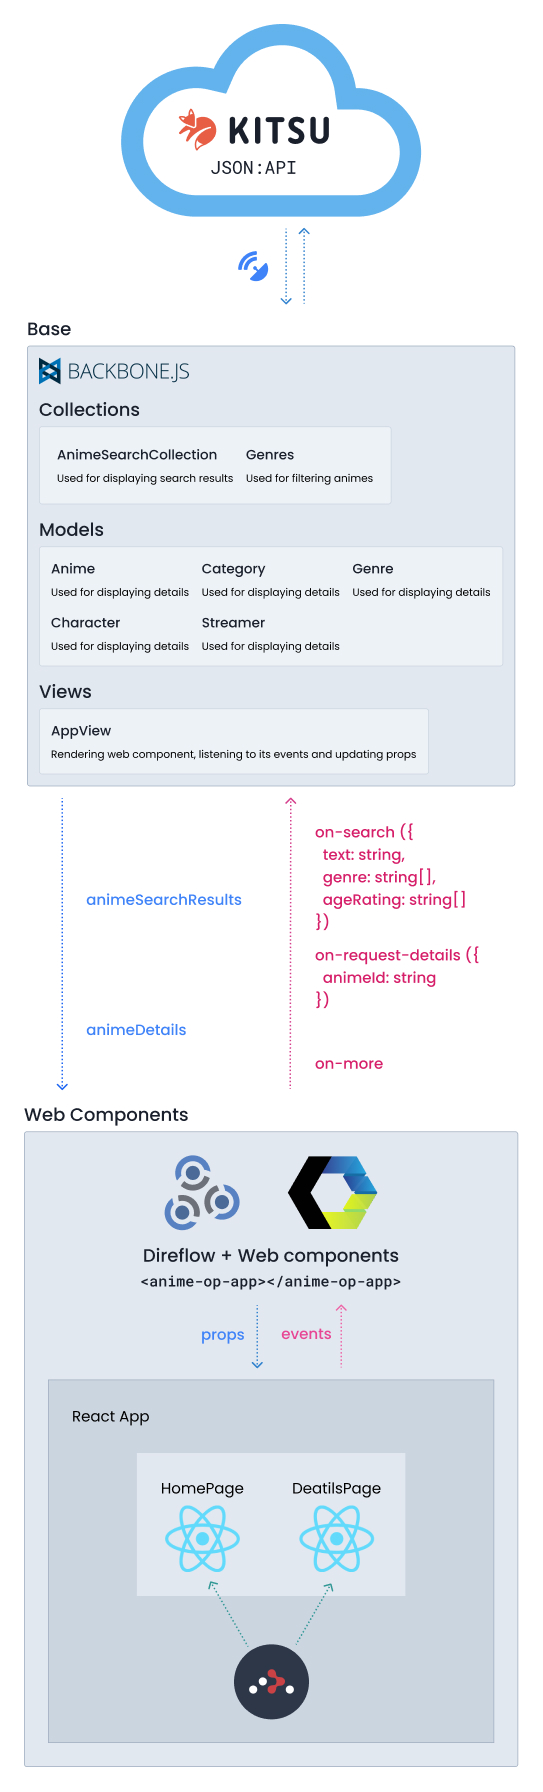 KITSU
JSON:API
Base
BACKBONE.JS
Collections
AnimeSearchCollection
Used for displaying search results
Genres
Used for filtering animes
Models
Anime
Used for displaying details
Category
Used for displaying details
Genre
Used for displaying details
Character
Used for displaying details
Streamer
Used for displaying details
Views
AppView
Rendering web component, listening to its events and updating props
animeSearchResults
animeDetails
on-search ({
text: string,
genre: string[],
ageRating: string[]
})
on-request-details ({
animeId: string
})
on-more
Web Components
Direflow + Web components
<anime-op-app></anime-op-app>
props
events
React App
HomePage
DeatilsPage